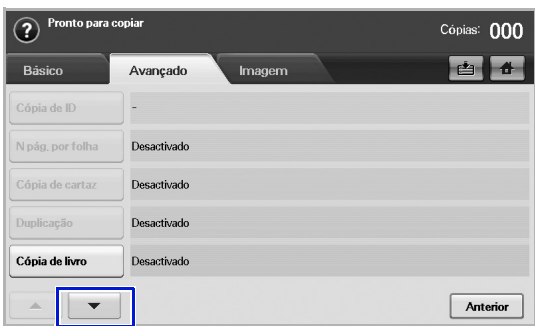 Pronto para copiar
Cópias: 000
Básico
Avançado
Imagem
Cópia de ID
-
N pág. por folha
Desactivado
Cópia de cartaz
Desactivado
Duplicação
Desactivado
Cópia de livro
Desactivado
Anterior